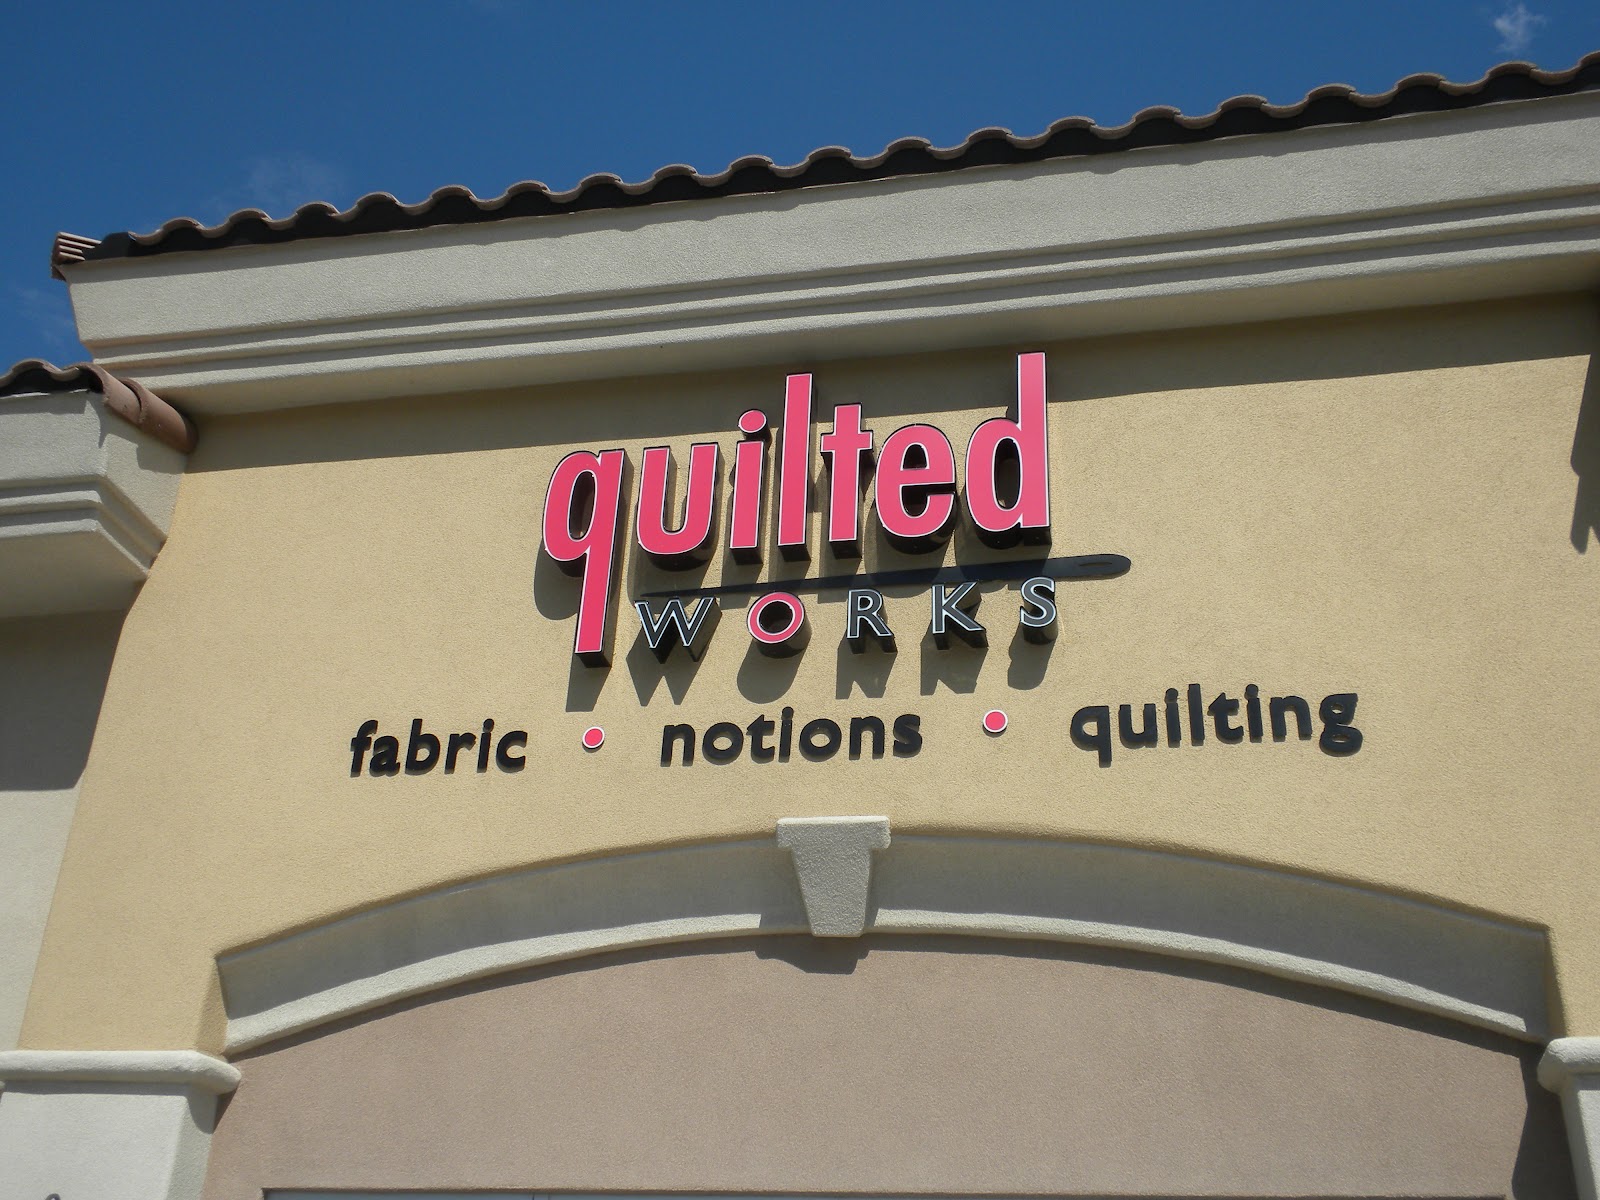 quilted
WORKS
fabric • notions • quilting